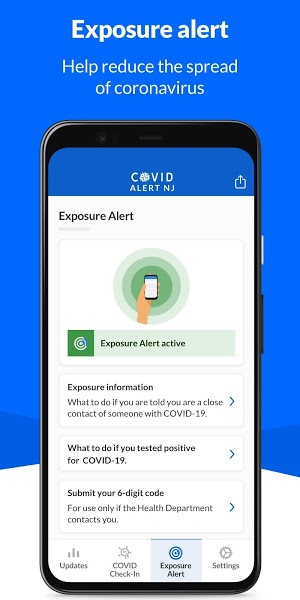 Exposure alert
Help reduce the spread
of coronavirus
COVID
ALERT NJ
Exposure Alert
Exposure Alert active
Exposure information
What to do if you are told you are a close
contact of someone with COVID-19.
What to do if you tested positive
for COVID-19.
Submit your 6-digit code
For use only if the Health Department
contacts you.
Updates
COVID
Check-In
Exposure
Alert
Settings